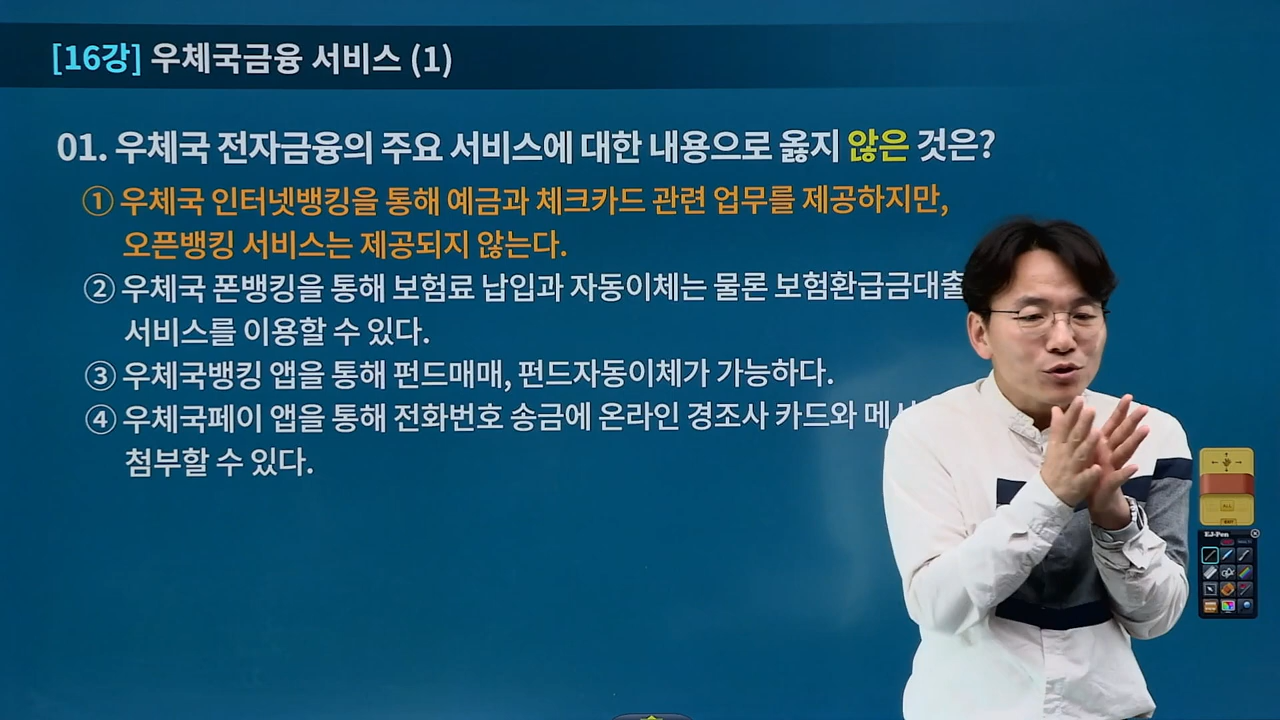 [16강] 우체국금융 서비스 (1)
01. 우체국 전자금융의 주요 서비스에 대한 내용으로 옳지 않은 것은?
① 우체국 인터넷뱅킹을 통해 예금과 체크카드 관련 업무를 제공하지만,
오픈뱅킹 서비스는 제공되지 않는다.
② 우체국 폰뱅킹을 통해 보험료 납입과 자동이체는 물론 보험환급금대출
서비스를 이용할 수 있다.
③ 우체국뱅킹 앱을 통해 펀드매매, 펀드자동이체가 가능하다.
④ 우체국페이 앱을 통해 전화번호 송금에 온라인 경조사 카드와
첨부할 수 있다.
ALL
EJ-Pen